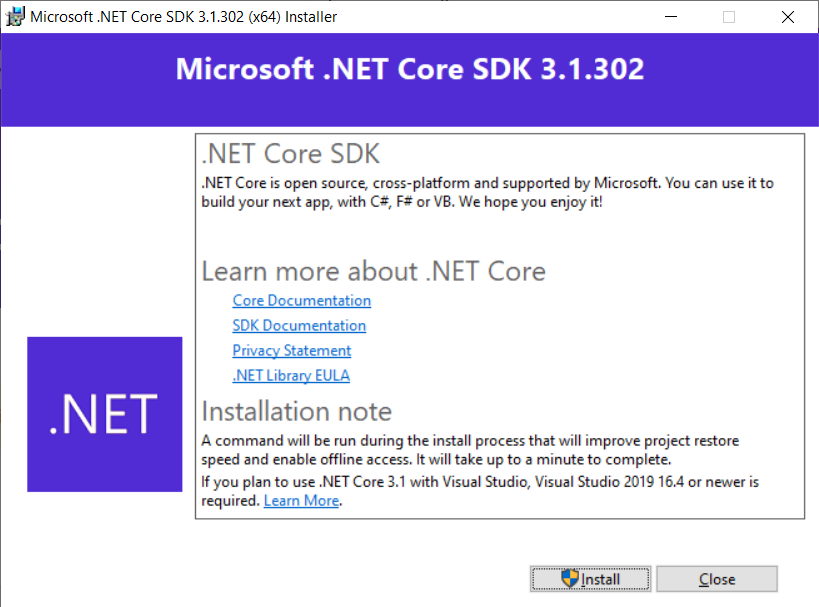 Microsoft .NET Core SDK 3.1.302 (x64) Installer
Microsoft .NET Core SDK 3.1.302
.NET Core SDK
.NET Core is open source, cross-platform and supported by Microsoft. You can use it to
build your next app, with C#, F# or VB. We hope you enjoy it!
Learn more about .NET Core
Core Documentation
SDK Documentation
Privacy Statement
.NET Library EULA
.NET
Installation note
A command will be run during the install process that will improve project restore
speed and enable offline access. It will take up to a minute to complete.
If you plan to use .NET Core 3.1 with Visual Studio, Visual Studio 2019 16.4 or newer is
required. Learn More.
Install
Close